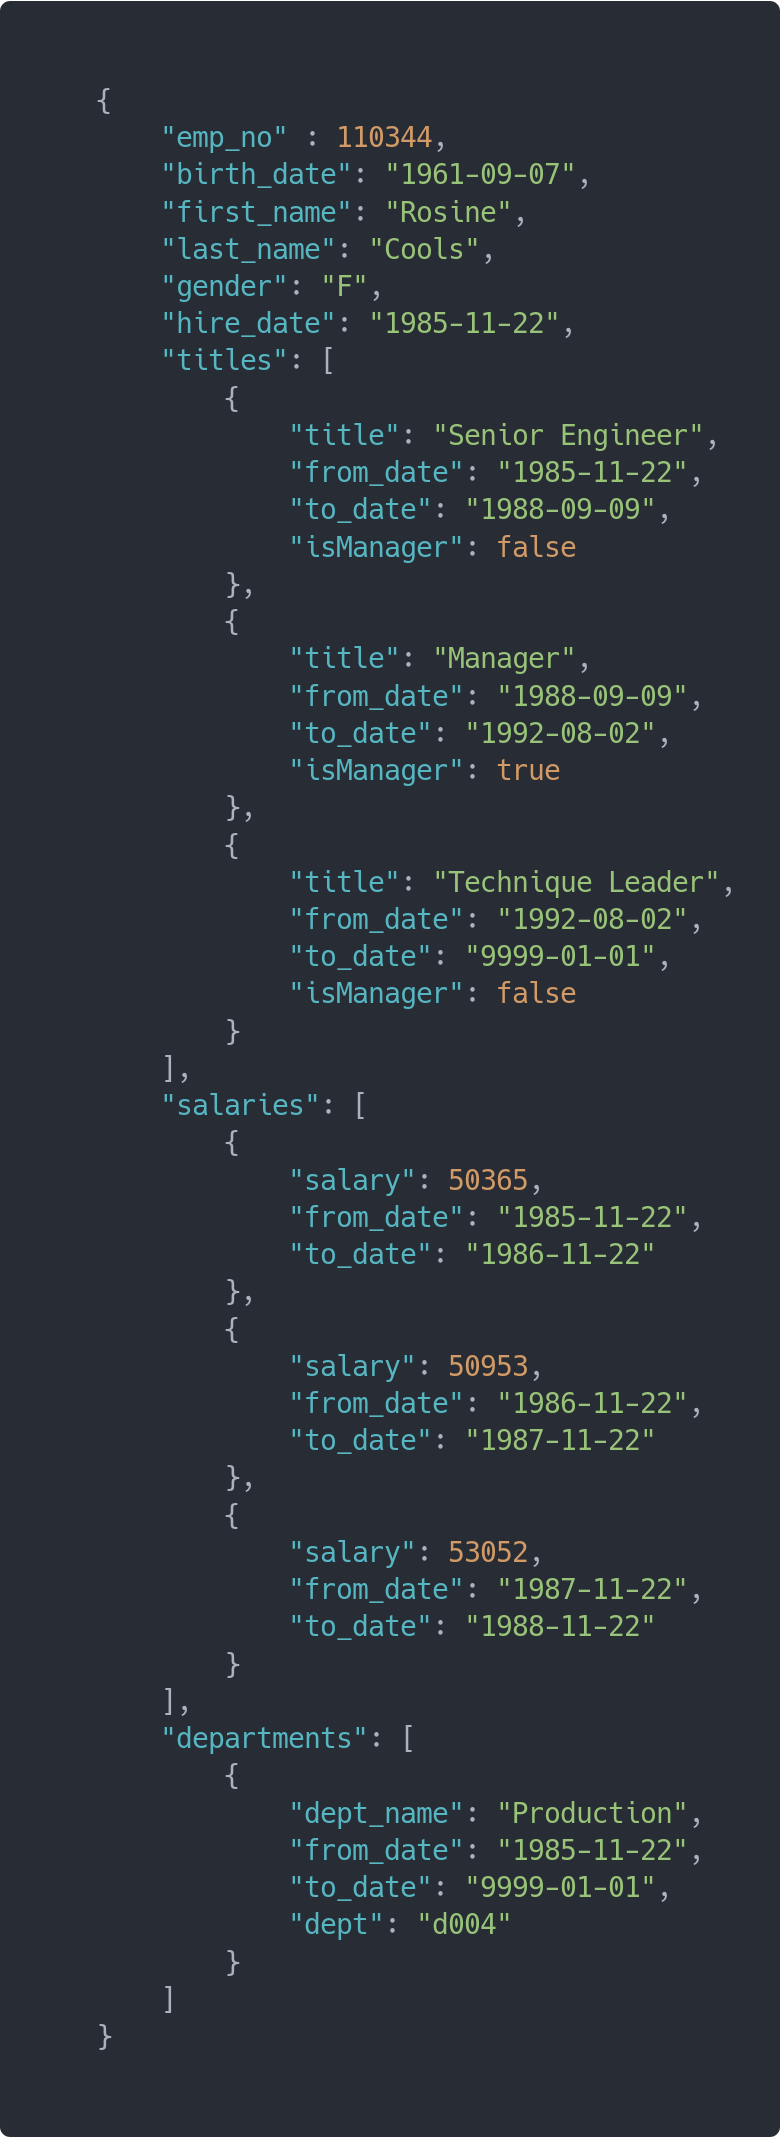 {
    "emp_no" : 110344,
    "birth_date": "1961-09-07",
    "first_name": "Rosine",
    "last_name": "Cools",
    "gender": "F",
    "hire_date": "1985-11-22",
    "titles": [
        {
            "title": "Senior Engineer",
            "from_date": "1985-11-22",
            "to_date": "1988-09-09",
            "isManager": false
        },
        {
            "title": "Manager",
            "from_date": "1988-09-09",
            "to_date": "1992-08-02",
            "isManager": true
        },
        {
            "title": "Technique Leader",
            "from_date": "1992-08-02",
            "to_date": "9999-01-01",
            "isManager": false
        }
    ],
    "salaries": [
        {
            "salary": 50365,
            "from_date": "1985-11-22",
            "to_date": "1986-11-22"
        },
        {
            "salary": 50953,
            "from_date": "1986-11-22",
            "to_date": "1987-11-22"
        },
        {
            "salary": 53052,
            "from_date": "1987-11-22",
            "to_date": "1988-11-22"
        }
    ],
    "departments": [
        {
            "dept_name": "Production",
            "from_date": "1985-11-22",
            "to_date": "9999-01-01",
            "dept": "d004"
        }
    ]
}